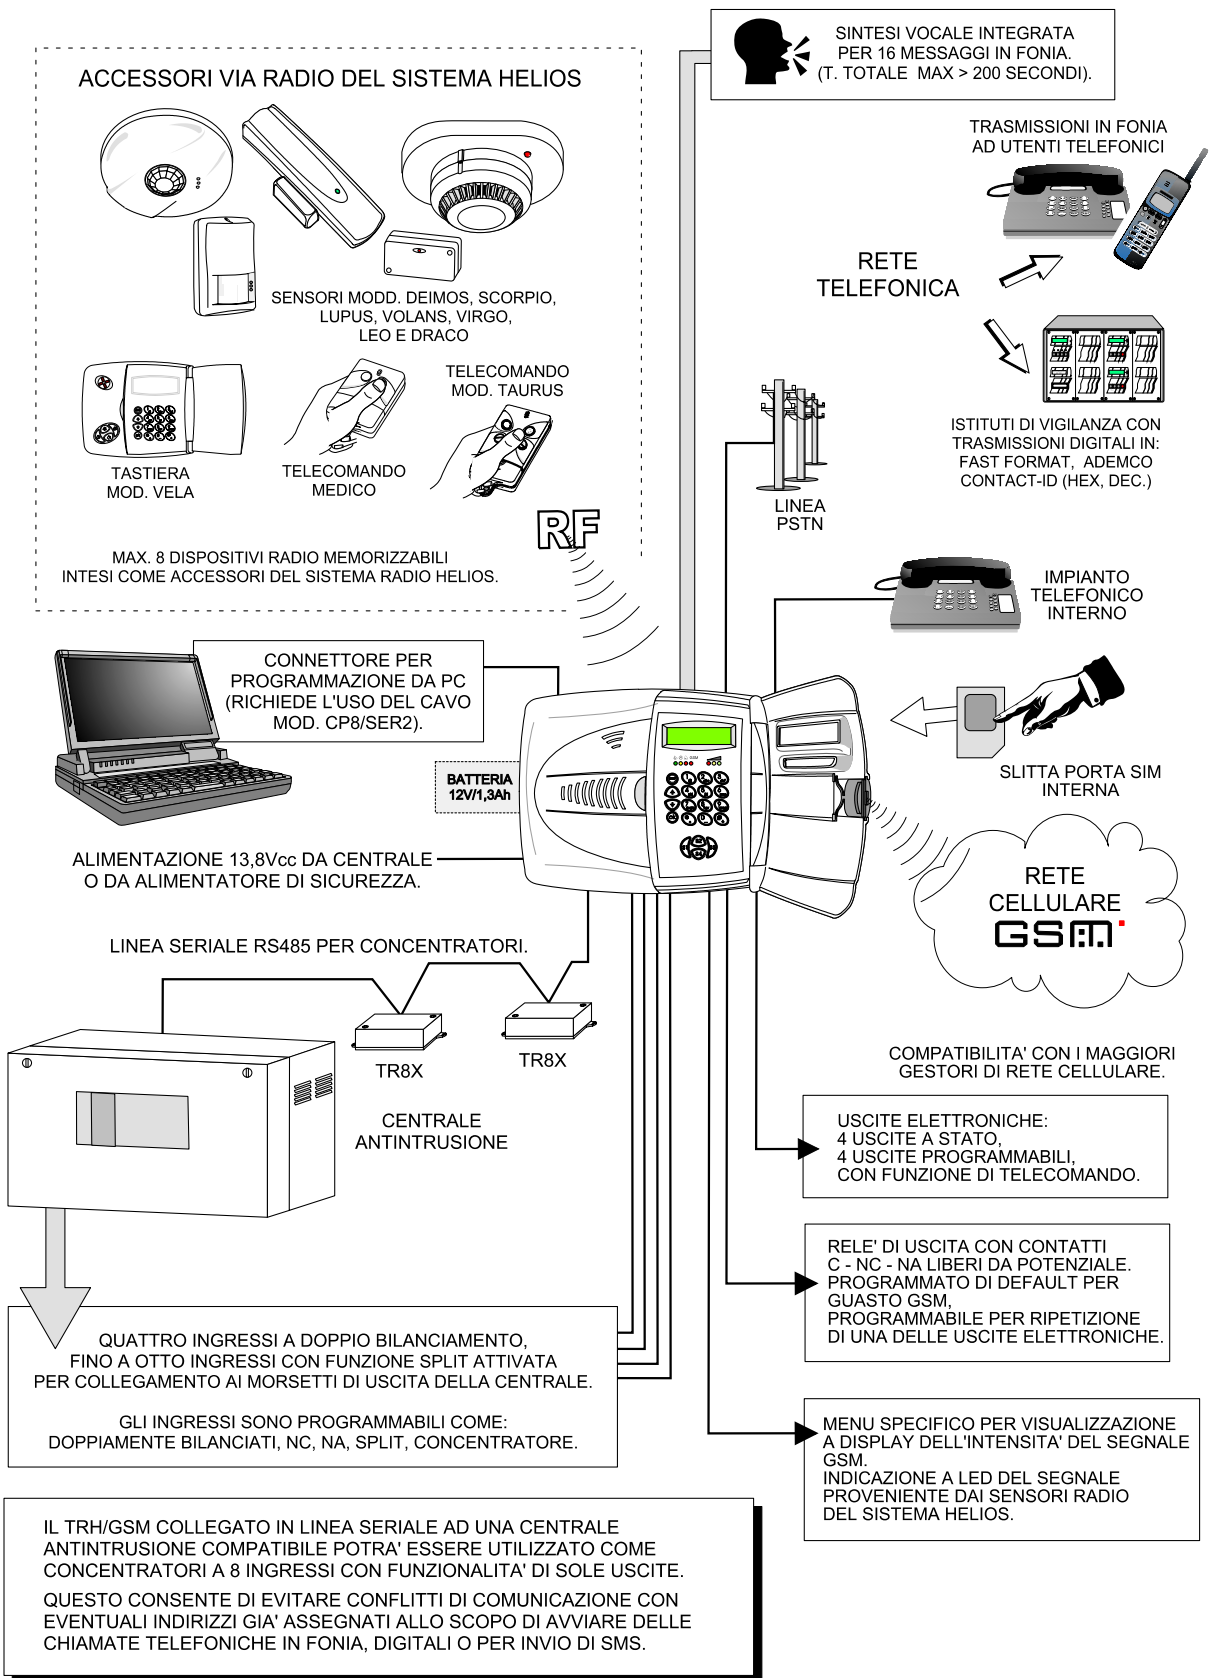 SINTESI VOCALE INTEGRATA
PER 16 MESSAGGI IN FONIA.
(T. TOTALE MAX > 200 SECONDI).
ACCESSORI VIA RADIO DEL SISTEMA HELIOS
TRASMISSIONI IN FONIA
AD UTENTI TELEFONICI
RETE
TELEFONICA
SENSORI MODD. DEIMOS, SCORPIO,
LUPUS, VOLANS, VIRGO,
LEO E DRACO
TELECOMANDO
MOD. TAURUS
TASTIERA
MOD. VELA
TELECOMANDO
MEDICO
ISTITUTI DI VIGILANZA CON
TRASMISSIONI DIGITALI IN:
FAST FORMAT, ADEMCO
CONTACT-ID (HEX, DEC.)
LINEA
PSTN
RF
MAX. 8 DISPOSITIVI RADIO MEMORIZZABILI
INTESI COME ACCESSORI DEL SISTEMA RADIO HELIOS.
IMPIANTO
TELEFONICO
INTERNO
CONNETTORE PER
PROGRAMMAZIONE DA PC
(RICHIEDE L'USO DEL CAVO
MOD. CP8/SER2).
SLITTA PORTA SIM
INTERNA
BATTERIA
12V/1,3Ah
GSM
ALIMENTAZIONE 13,8Vcc DA CENTRALE
O DA ALIMENTATORE DI SICUREZZA.
RETE
CELLULARE
GSM
LINEA SERIALE RS485 PER CONCENTRATORI.
TR8X
TR8X
COMPATIBILITA' CON I MAGGIORI
GESTORI DI RETE CELLULARE.
CENTRALE
ANTINTRUSIONE
USCITE ELETTRONICHE:
4 USCITE A STATO,
4 USCITE PROGRAMMABILI,
CON FUNZIONE DI TELECOMANDO.
RELE' DI USCITA CON CONTATTI
C - NC - NA LIBERI DA POTENZIALE.
PROGRAMMATO DI DEFAULT PER
GUASTO GSM,
PROGRAMMABILE PER RIPETIZIONE
DI UNA DELLE USCITE ELETTRONICHE.
QUATTRO INGRESSI A DOPPIO BILANCIAMENTO,
FINO A OTTO INGRESSI CON FUNZIONE SPLIT ATTIVATA
PER COLLEGAMENTO AI MORSETTI DI USCITA DELLA CENTRALE.
GLI INGRESSI SONO PROGRAMMABILI COME:
DOPPIAMENTE BILANCIATI, NC, NA, SPLIT, CONCENTRATORE.
MENU SPECIFICO PER VISUALIZZAZIONE
A DISPLAY DELL'INTENSITA' DEL SEGNALE
GSM.
INDICAZIONE A LED DEL SEGNALE
PROVENIENTE DAI SENSORI RADIO
DEL SISTEMA HELIOS.
IL TRH/GSM COLLEGATO IN LINEA SERIALE AD UNA CENTRALE
ANTINTRUSIONE COMPATIBILE POTRA' ESSERE UTILIZZATO COME
CONCENTRATORI A 8 INGRESSI CON FUNZIONALITA' DI SOLE USCITE.
QUESTO CONSENTE DI EVITARE CONFLITTI DI COMUNICAZIONE CON
EVENTUALI INDIRIZZI GIA' ASSEGNATI ALLO SCOPO DI AVVIARE DELLE
CHIAMATE TELEFONICHE IN FONIA, DIGITALI O PER INVIO DI SMS.